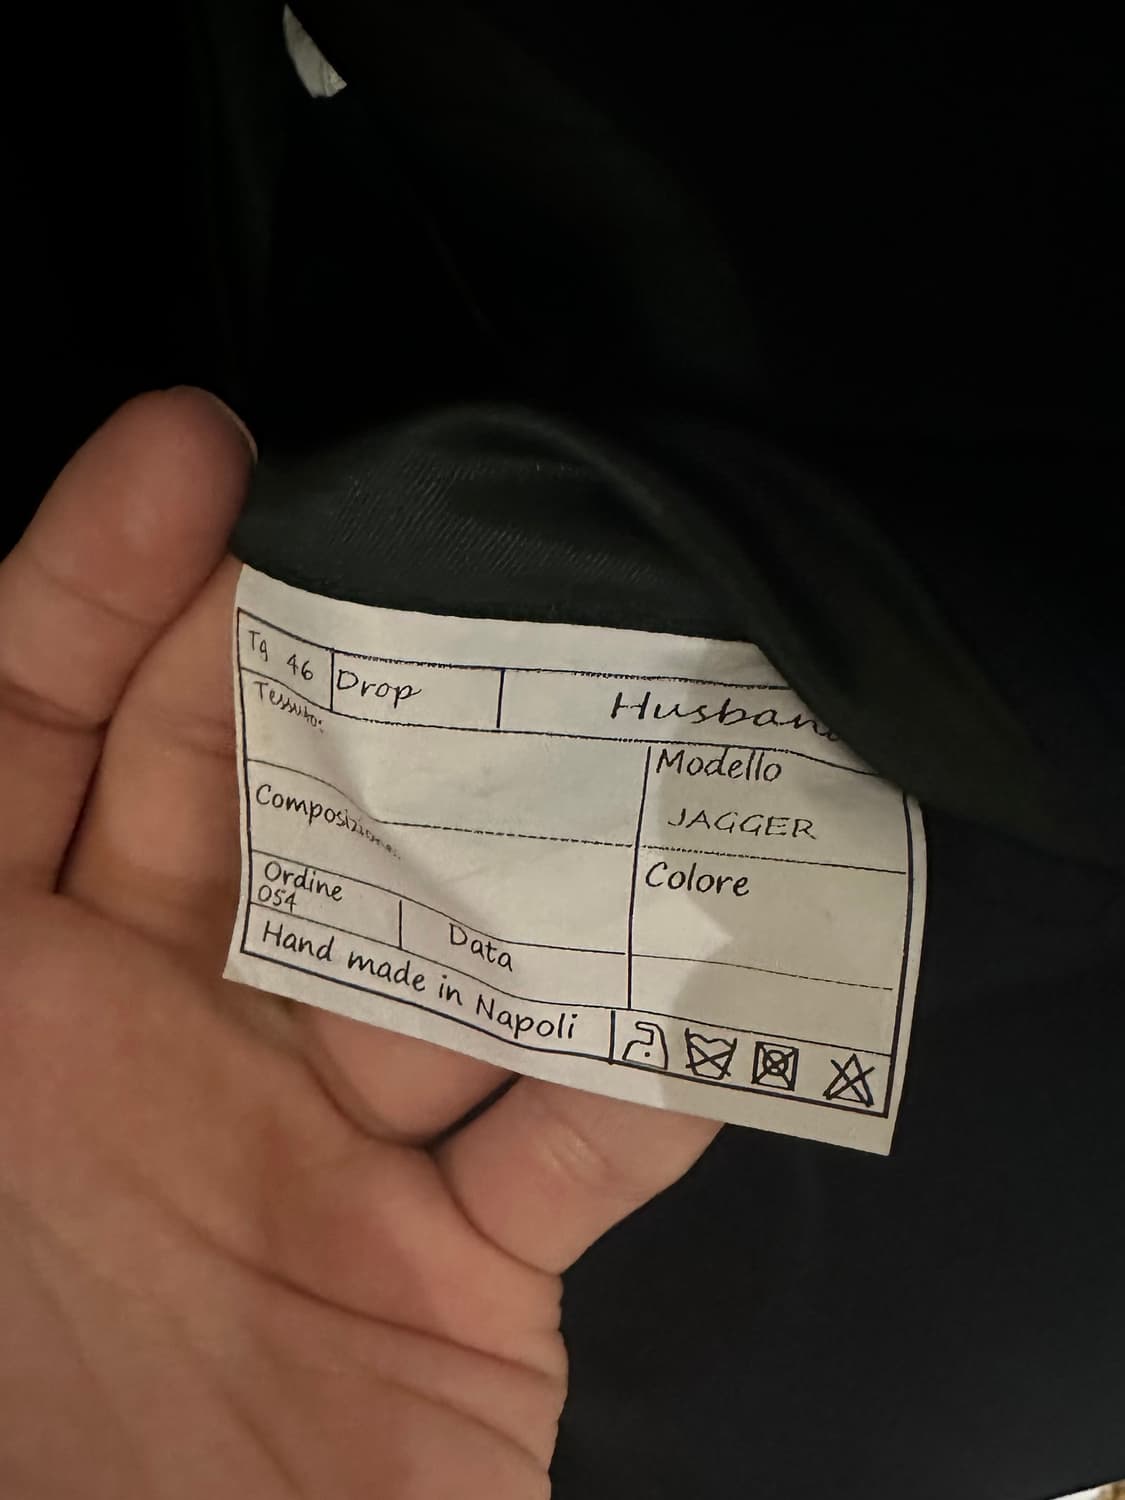 Tg 46 Drop Husban
Tessuto:
Modello
JAGGER
Composizione:
Colore
Ordine
054
Data
Hand made in Napoli